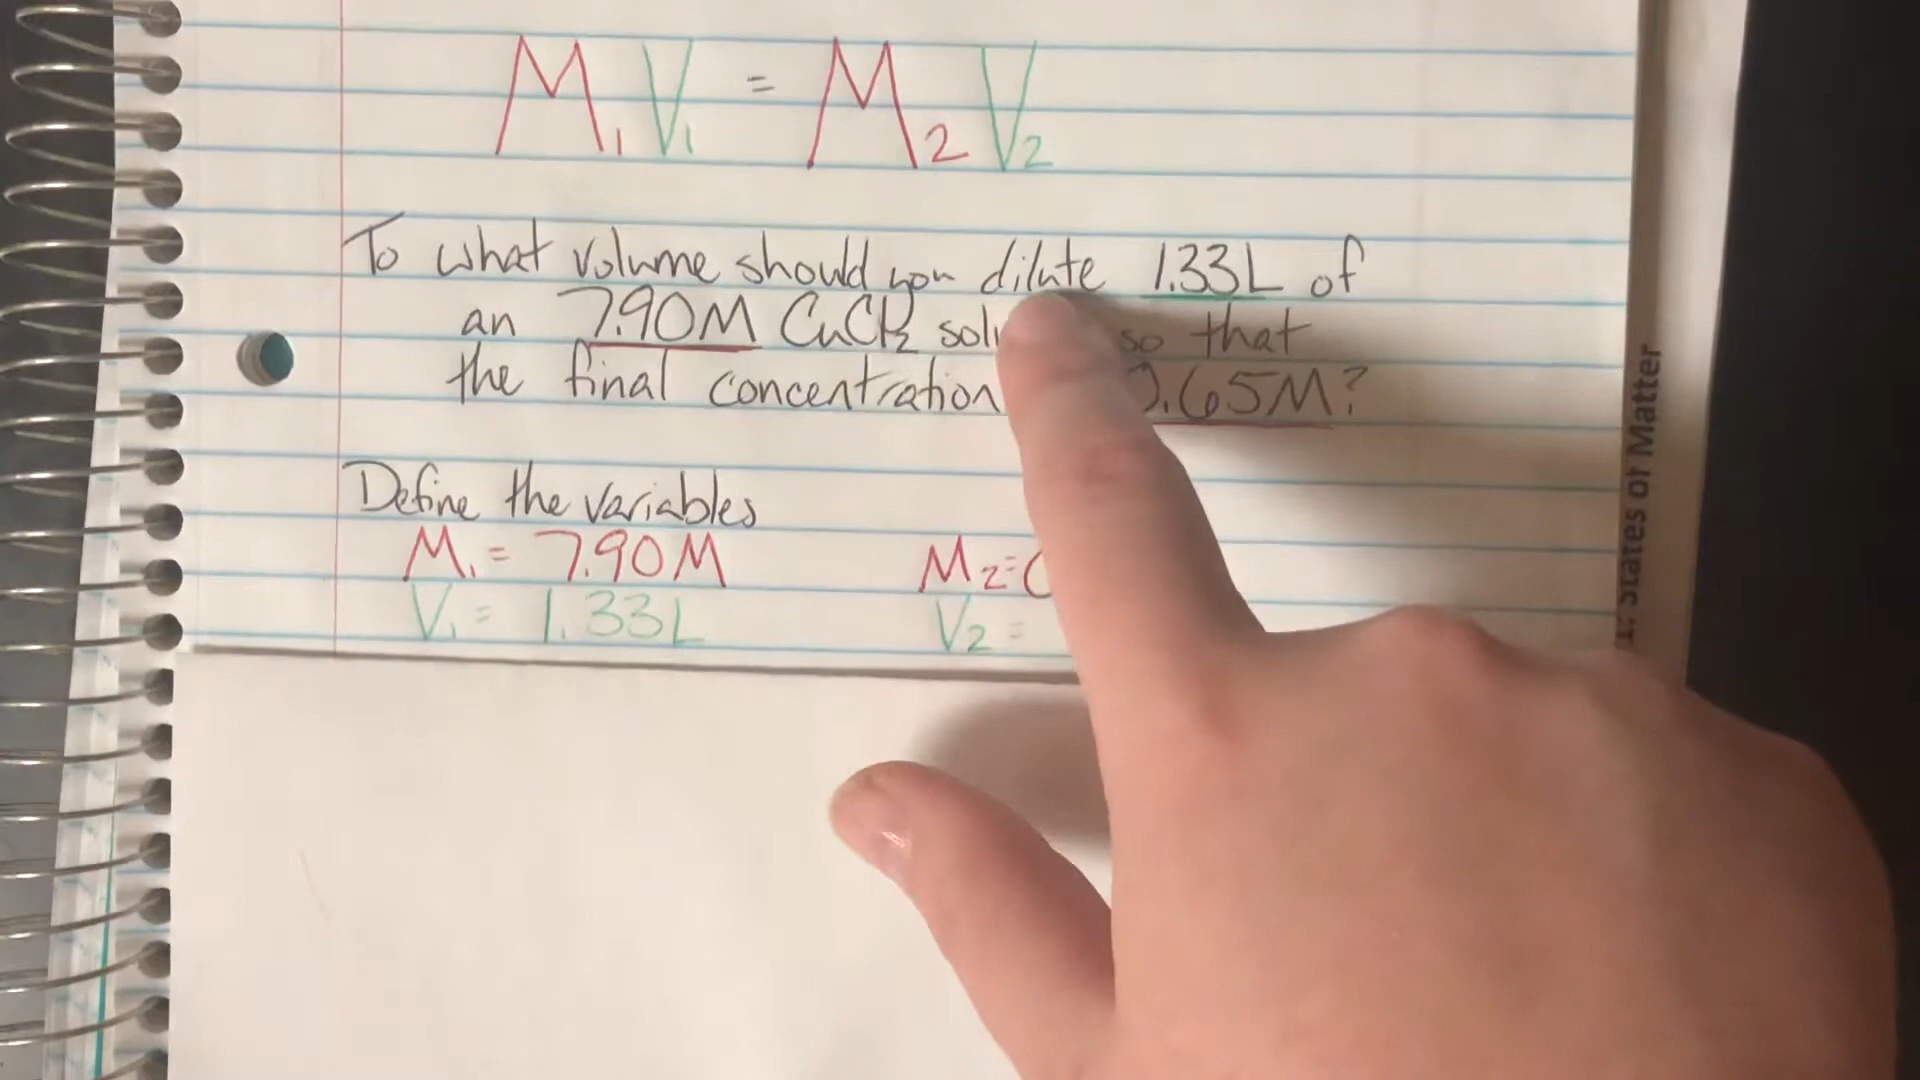 M₁V₁ = M₂V₂
To what volume should you dilute 1.33L of
an 7.90M CuCl₂ so that
the final concentration .65M?
Define the variables
M₁ = 7.90M M₂ =
V₁ = 1.33L V₂ =
1: States of Matter